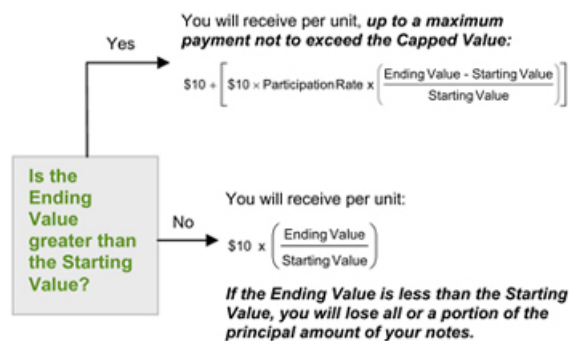 You will receive per unit, up to a maximum
payment not to exceed the Capped Value:
Yes
$10 + [ $10 × Participation Rate x ( Ending Value - Starting Value / Starting Value ) ]
Is the
Ending
Value
greater than
the Starting
Value?
No
You will receive per unit:
$10 x ( Ending Value / Starting Value )
If the Ending Value is less than the Starting
Value, you will lose all or a portion of the
principal amount of your notes.